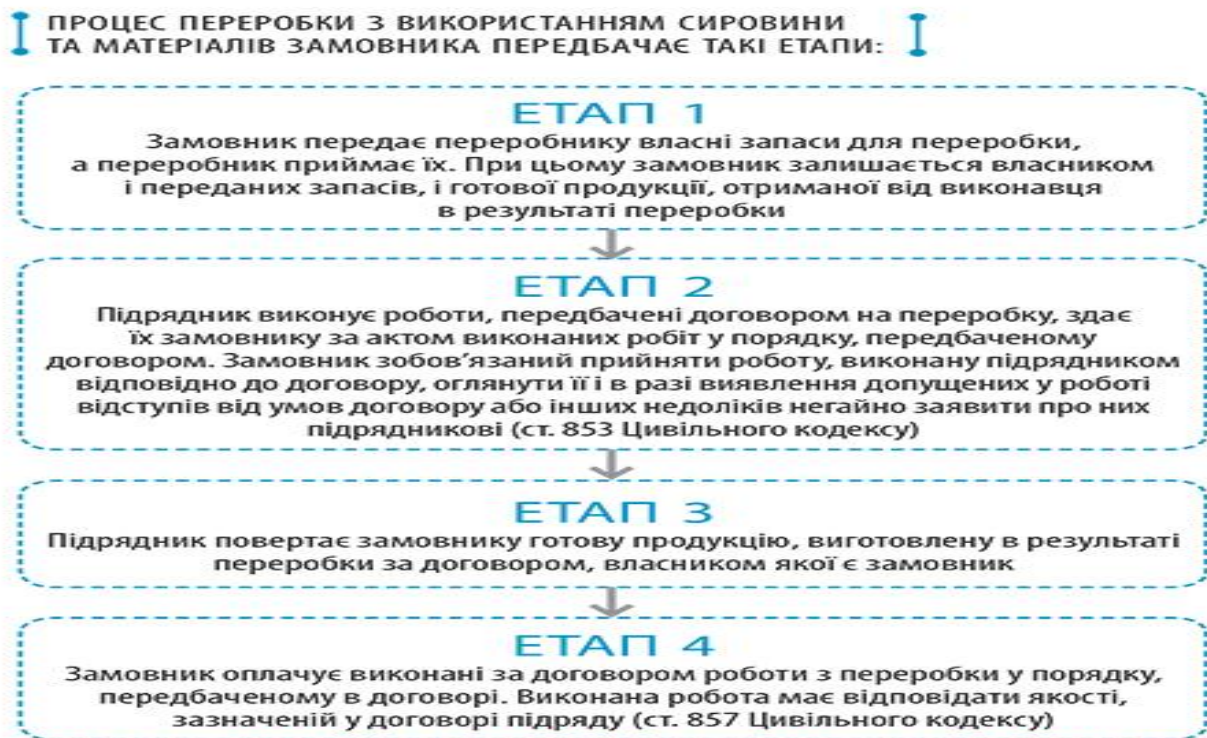 ПРОЦЕС ПЕРЕРОБКИ З ВИКОРИСТАННЯМ СИРОВИНИ
ТА МАТЕРІАЛІВ ЗАМОВНИКА ПЕРЕДБАЧАЄ ТАКІ ЕТАПИ:
ЕТАП 1
Замовник передає переробнику власні запаси для переробки,
а переробник приймає їх. При цьому замовник залишається власником
і переданих запасів, і готової продукції, отриманої від виконавця
в результаті переробки
ЕТАП 2
Підрядник виконує роботи, передбачені договором на переробку, здає
їх замовнику за актом виконаних робіт у порядку, передбаченому
договором. Замовник зобов’язаний прийняти роботу, виконану підрядником
відповідно до договору, оглянути її і в разі виявлення допущених у роботі
відступів від умов договору або інших недоліків негайно заявити про них
підрядникові (ст. 853 Цивільного кодексу)
ЕТАП 3
Підрядник повертає замовнику готову продукцію, виготовлену в результаті
переробки за договором, власником якої є замовник
ЕТАП 4
Замовник оплачує виконані за договором роботи з переробки у порядку,
передбаченому в договорі. Виконана робота має відповідати якості,
зазначеній у договорі підряду (ст. 857 Цивільного кодексу)